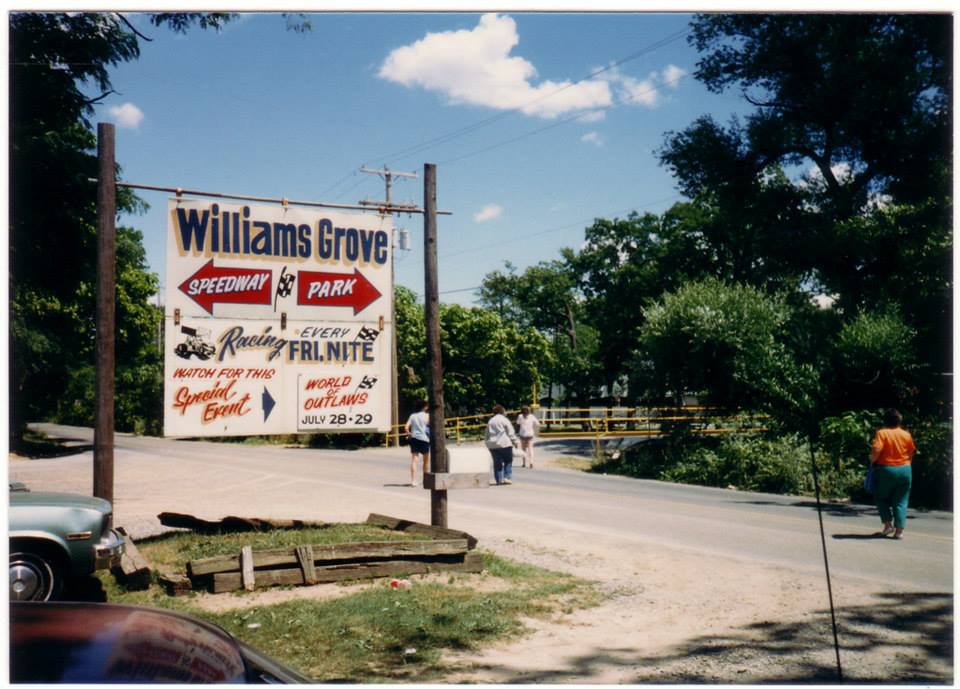 Williams Grove
SPEEDWAY PARK
Racing EVERY
FRI. NITE
WATCH FOR THIS
Special
Event
WORLD
OF
OUTLAWS
JULY 28 • 29